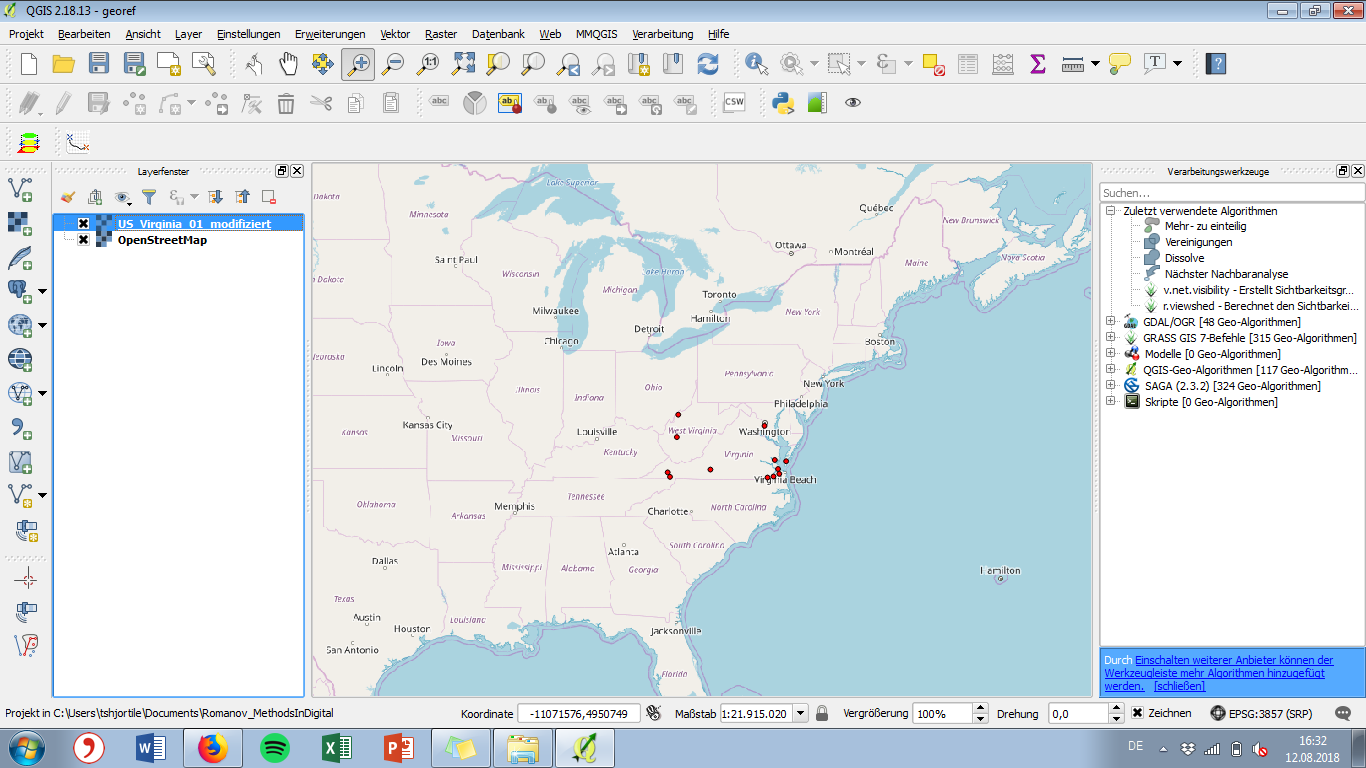 QGIS 2.18.13 - georef
Projekt Bearbeiten Ansicht Layer Einstellungen Erweiterungen Vektor Raster Datenbank Web MMQGIS Verarbeitung Hilfe
1:1
T
abc abc CSW
Layerfenster
US_Virginia_01_modifiziert
OpenStreetMap
Dakota
Minnesota
Lake Superior
Québec
New Brunswick
Ottawa
Montréal
Saint Paul
Maine
Nova Scotia
Wisconsin
Lake Huron
Michigan
Toronto
Milwaukee
Hamilton
New York
Detroit
Chicago
Boston
Iowa
Des Moines
Lincoln
Pennsylvania
New York
Illinois
Indiana
Ohio
Philadelphia
Kansas City
Kansas
Missouri
Louisville
West Virginia
Washington
Kentucky
Virginia
Virginia Beach
Oklahoma
Tennessee
Memphis
Arkansas
Charlotte
North Carolina
South Carolina
Atlanta
Dallas
Mississippi
Alabama
Georgia
Hamilton
Texas
Austin
Houston
Louisiana
San Antonio
Jacksonville
Florida
Verarbeitungswerkzeuge
Suchen...
Zuletzt verwendete Algorithmen
Mehr- zu einteilig
Vereinigungen
Dissolve
Nächster Nachbaranalyse
v.net.visibility - Erstellt Sichtbarkeitsgr...
r.viewshed - Berechnet den Sichtbarkei...
GDAL/OGR [48 Geo-Algorithmen]
GRASS GIS 7-Befehle [315 Geo-Algorithmen]
Modelle [0 Geo-Algorithmen]
QGIS-Geo-Algorithmen [117 Geo-Algorithm...
SAGA (2.3.2) [324 Geo-Algorithmen]
Skripte [0 Geo-Algorithmen]
Durch Einschalten weiterer Anbieter können der
Werkzeugleiste mehr Algorithmen hinzugefügt
werden. [schließen]
Projekt in C:\Users\tshjortile\Documents\Romanov_MethodsInDigital Koordinate -11071576,4950749 Maßstab 1:21.915.020 Vergrößerung 100% Drehung 0,0 Zeichnen EPSG:3857 (SRP)
DE 16:32
12.08.2018